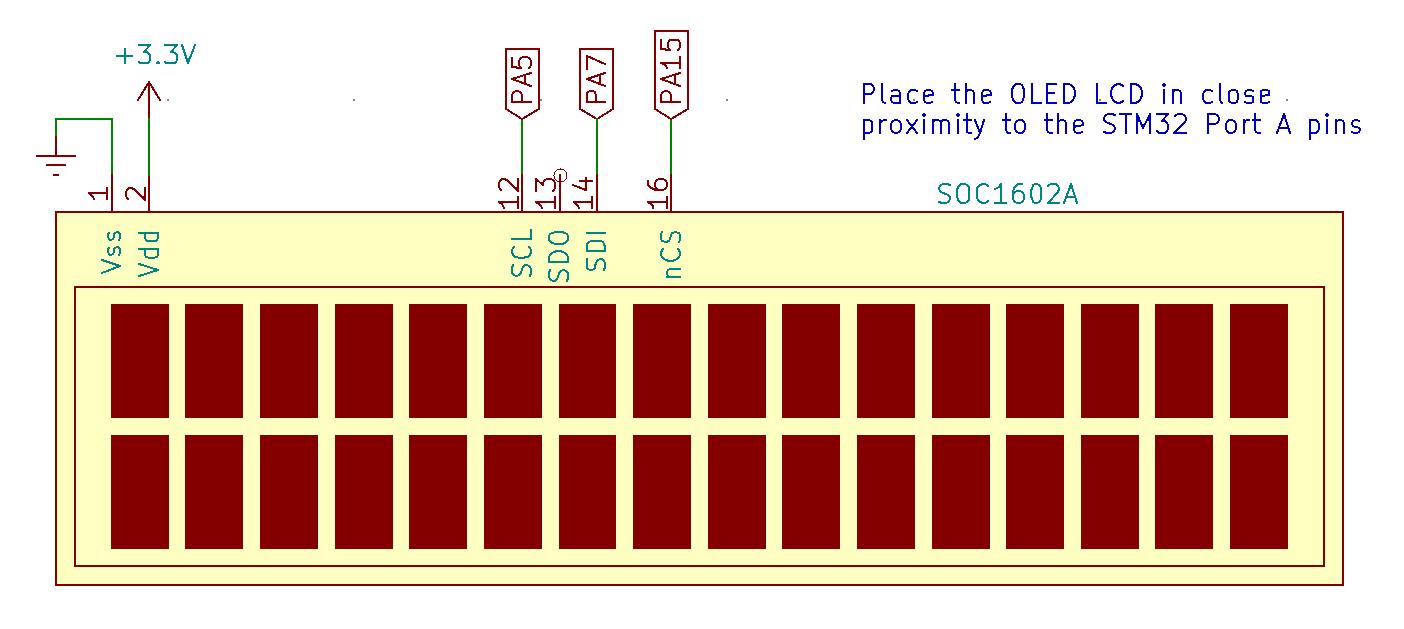 +3.3V
PA5
PA7
PA15
Place the OLED LCD in close
proximity to the STM32 Port A pins
1
2
12
13
14
16
SOC1602A
Vss
Vdd
SCL
SDO
SDI
nCS